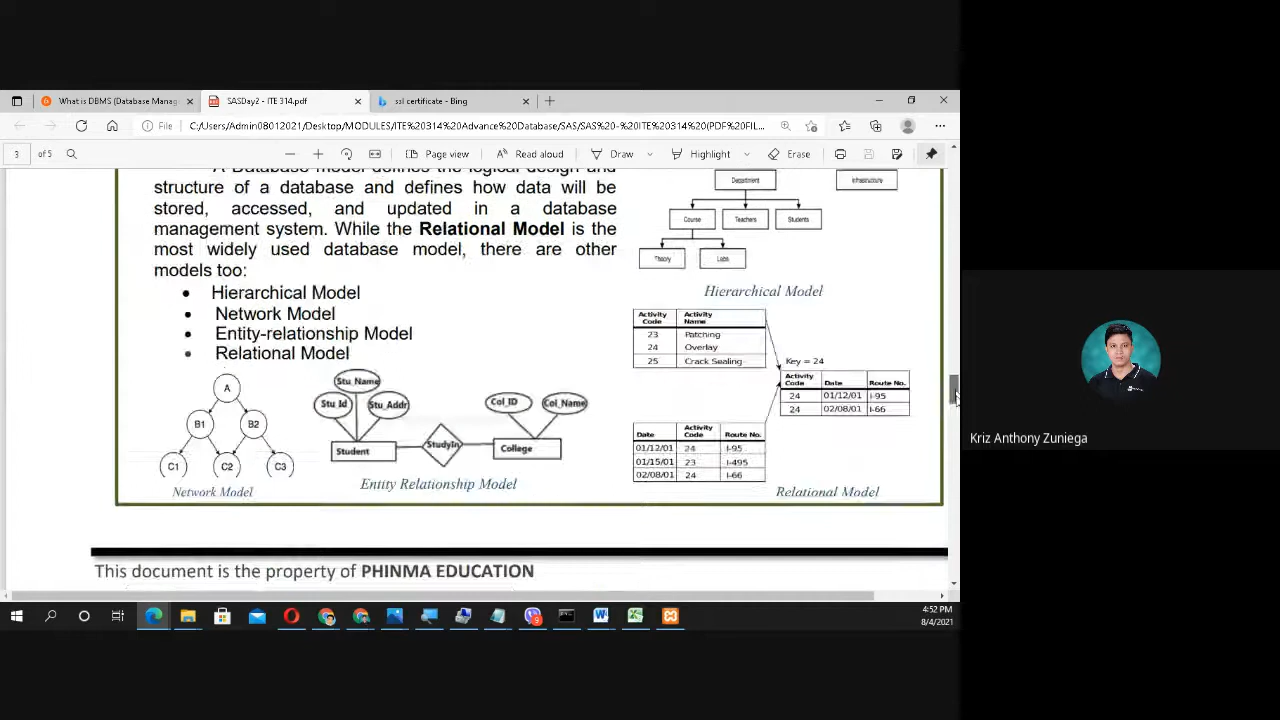 What is DBMS (Database Manag
SASDay2 - ITE 314.pdf
ssl certificate - Bing
File
C:/Users/Admin08012021/Desktop/MODULES/ITE%20314%20Advance%20Database/SAS/SAS%20-%20ITE%20314%20(PDF%20FIL...
3 of 5
Page view
Read aloud
Draw
Highlight
Erase
A Database model defines the logical design and
structure of a database and defines how data will be
stored, accessed, and updated in a database
management system. While the Relational Model is the
most widely used database model, there are other
models too:
• Hierarchical Model
• Network Model
• Entity-relationship Model
• Relational Model
Department
Infrastructure
Course
Teachers
Students
Theory
Labs
Hierarchical Model
A
B1
B2
C1
C2
C3
Network Model
Stu_Name
Stu_Id
Stu_Addr
Col_ID
Col_Name
Student
StudyIn
College
Entity Relationship Model
Activity Code Activity Name
23 Patching
24 Overlay
25 Crack Sealing
Key = 24
Activity Code Date Route No.
24 01/12/01 I-95
24 02/08/01 I-66
Date Activity Code Route No.
01/12/01 24 I-95
01/15/01 23 I-495
02/08/01 24 I-66
Relational Model
This document is the property of PHINMA EDUCATION
9
4:52 PM
8/4/2021
Kriz Anthony Zuniega